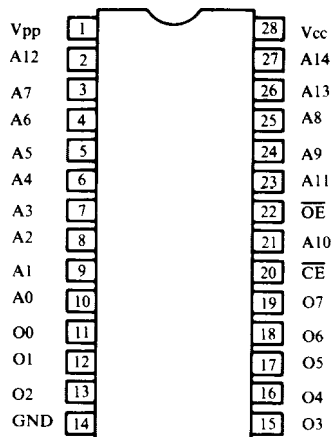 Vpp 1 28 Vcc
A12 2 27 A14
A7 3 26 A13
A6 4 25 A8
A5 5 24 A9
A4 6 23 A11
A3 7 22 O̅E̅
A2 8 21 A10
A1 9 20 C̅E̅
A0 10 19 O7
O0 11 18 O6
O1 12 17 O5
O2 13 16 O4
GND 14 15 O3